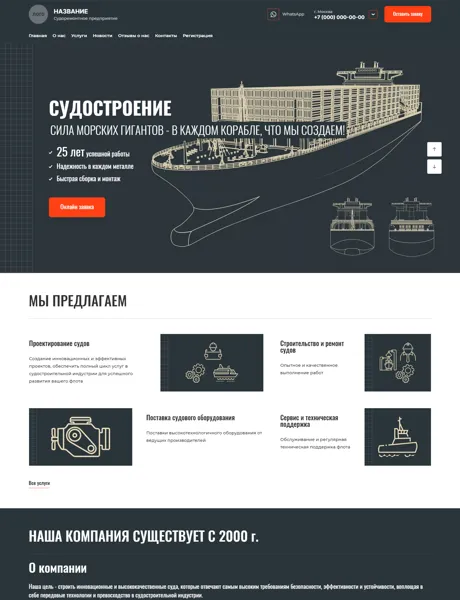 НАЗВАНИЕ
Судоремонтное предприятие
WhatsApp
г. Москва
+7 (000) 000-00-00
Оставить заявку
Главная О нас Услуги Новости Отзывы о нас Контакты Регистрация
СУДОСТРОЕНИЕ
СИЛА МОРСКИХ ГИГАНТОВ - В КАЖДОМ КОРАБЛЕ, ЧТО МЫ СОЗДАЕМ!
25 лет успешной работы
Надежность в каждом металле
Быстрая сборка и монтаж
Онлайн заявка
МЫ ПРЕДЛАГАЕМ
Проектирование судов
Создание инновационных и эффективных
проектов, обеспечить полный цикл услуг в
судостроительной индустрии для успешного
развития вашего флота
Строительство и ремонт
судов
Опытное и качественное
выполнение работ
Поставка судового оборудования
Поставки высокотехнологичного оборудования от
ведущих производителей
Сервис и техническая
поддержка
Обслуживание и регулярная
техническая поддержка флота
Все услуги
НАША КОМПАНИЯ СУЩЕСТВУЕТ С 2000 г.
О компании
Наша цель - строить инновационные и высококачественные суда, которые отвечают самым высоким требованиям безопасности, эффективности и устойчивости, воплощая в
себе передовые технологии и превосходство в судостроительной индустрии.